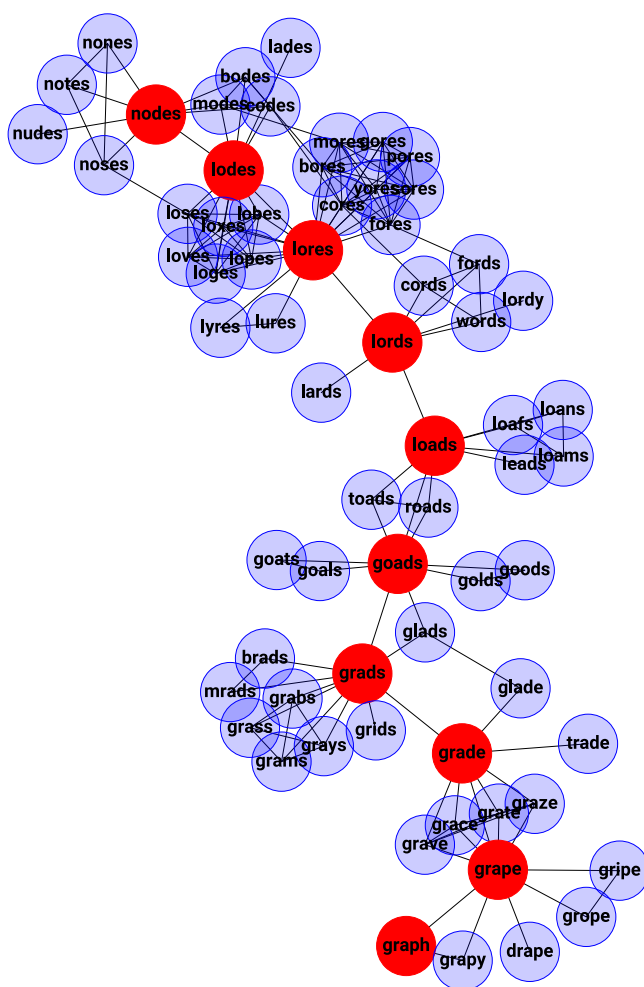 nones
lades
bodes
notes
modes
codes
nodes
nudes
mores
gores
noses
pores
bores
lodes
yores
sores
cores
loses
lobes
loxes
fores
lores
loves
lopes
loges
fords
cords
lordy
lyres
lures
words
lords
lards
loans
loafs
loads
loams
leads
toads
roads
goats
goals
goads
golds
goods
glads
brads
grads
mrads
grabs
glade
grass
grids
grays
trade
grams
grade
graze
grate
grace
grave
grape
gripe
grope
graph
drape
grapy